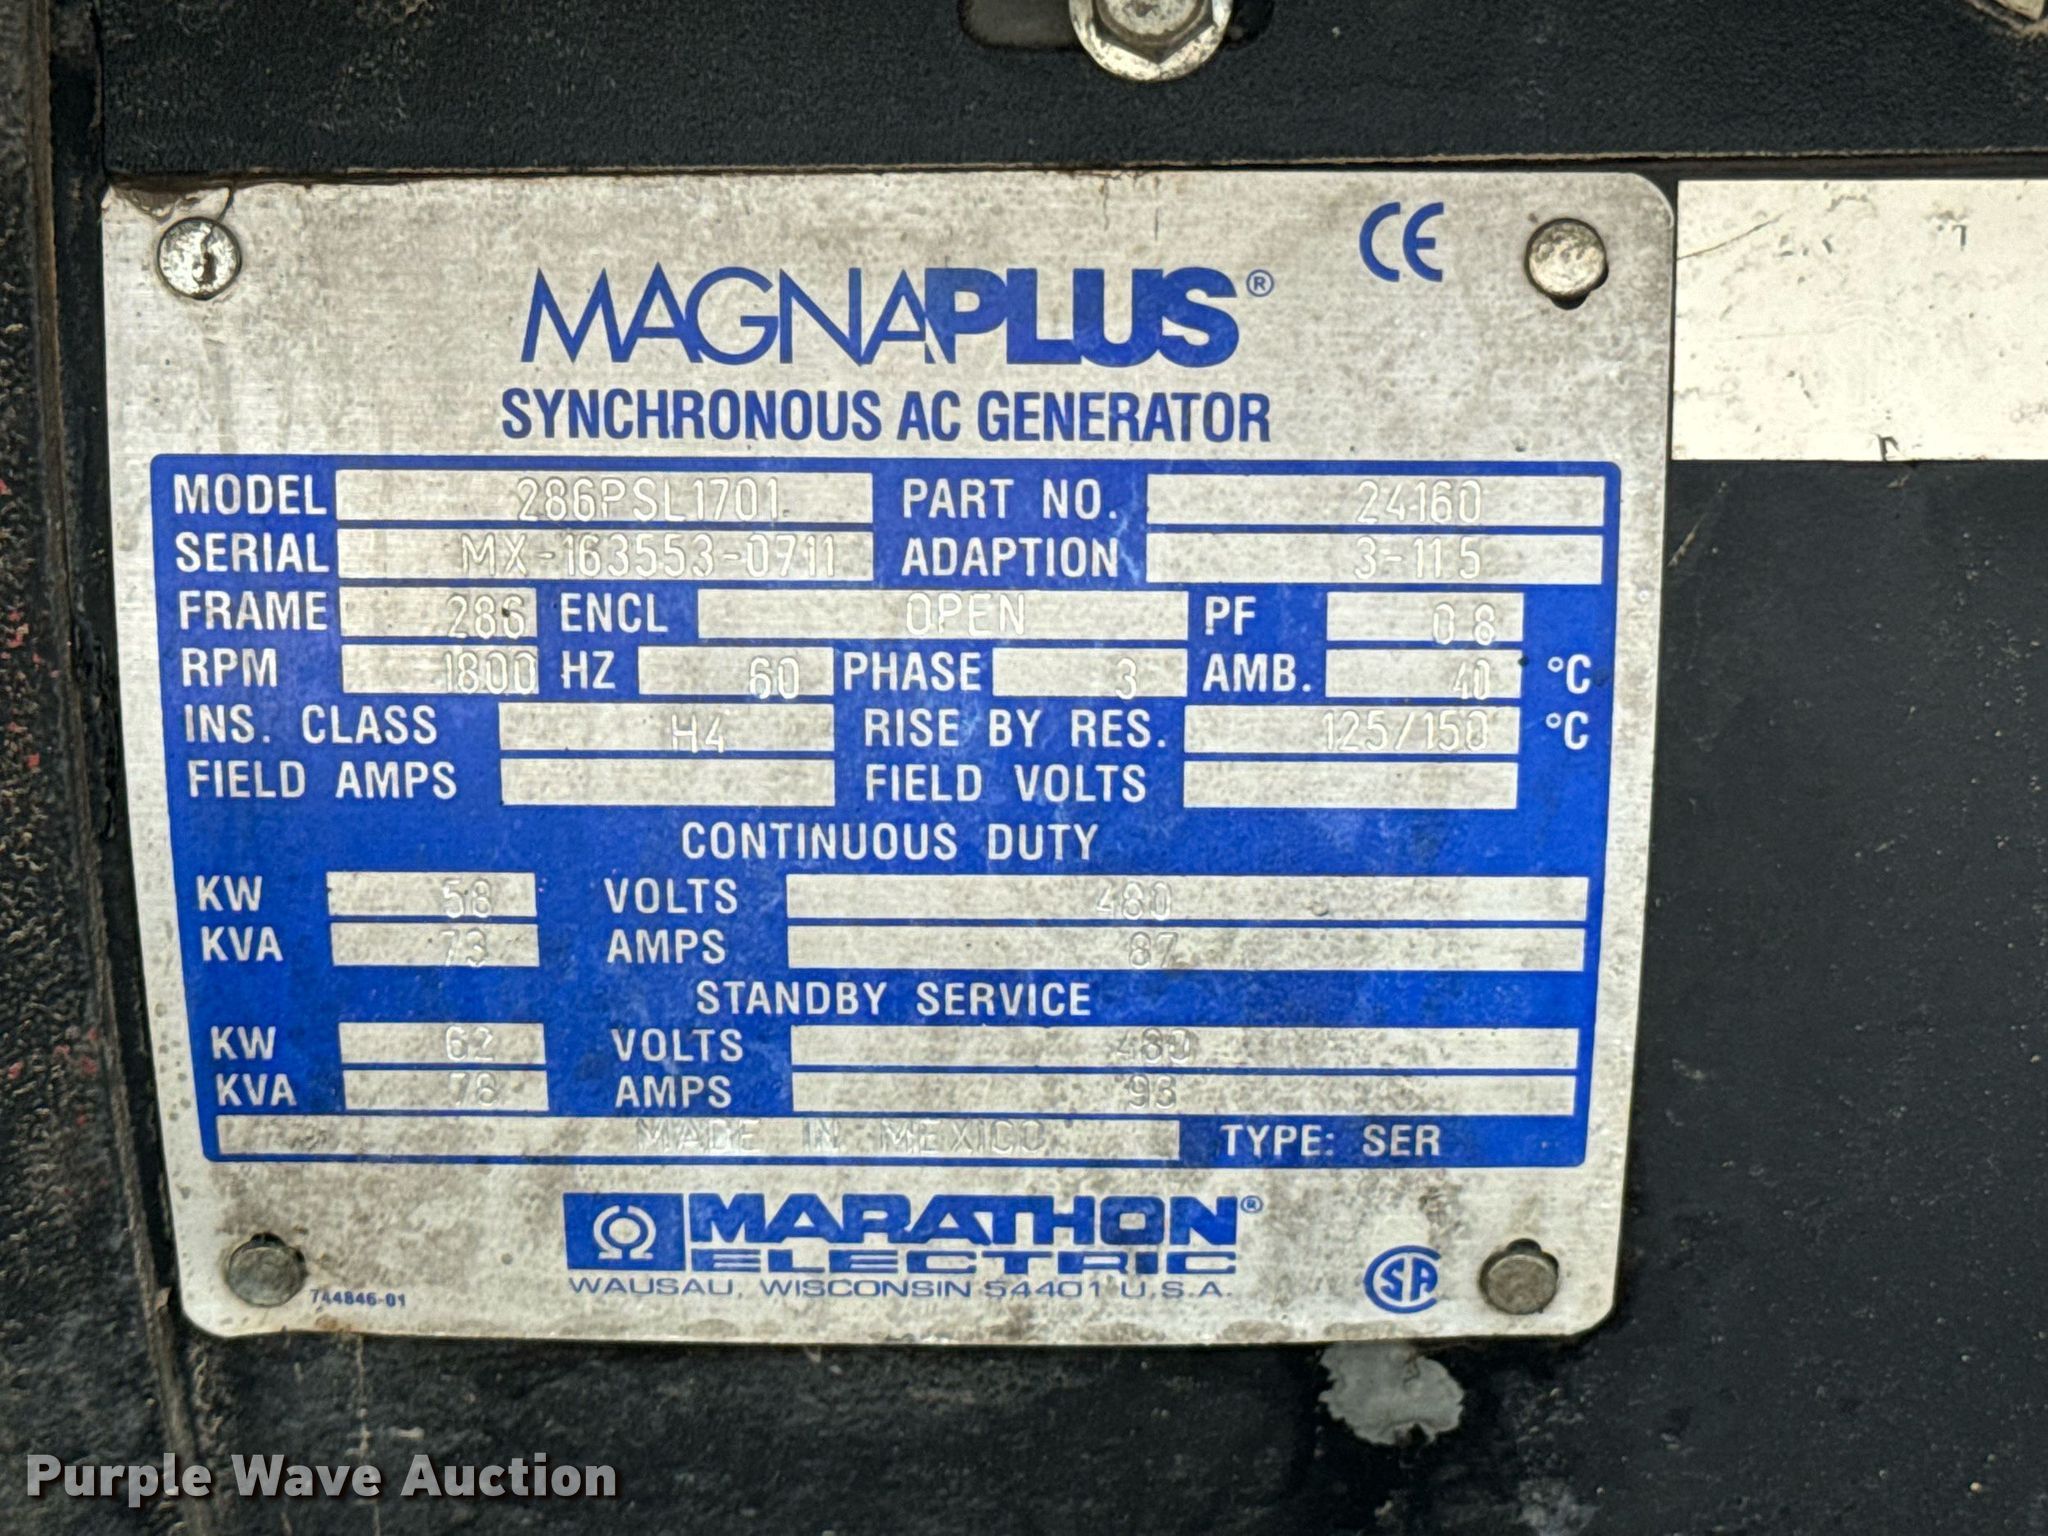 CE
MAGNAPLUS®
SYNCHRONOUS AC GENERATOR
MODEL 286PSL1701 PART NO. 24160
SERIAL MX-163553-0711 ADAPTION 3-11.5
FRAME 286 ENCL OPEN PF 0.8
RPM 1800 HZ 60 PHASE 3 AMB. 40 °C
INS. CLASS H4 RISE BY RES. 125/150 °C
FIELD AMPS FIELD VOLTS
CONTINUOUS DUTY
KW 58 VOLTS 480
KVA 73 AMPS 87
STANDBY SERVICE
KW 62 VOLTS 480
KVA 78 AMPS 93
MADE IN MEXICO TYPE: SER
MARATHON®
ELECTRIC
WAUSAU, WISCONSIN 54401 U.S.A.
744846-01
SA
Purple Wave Auction